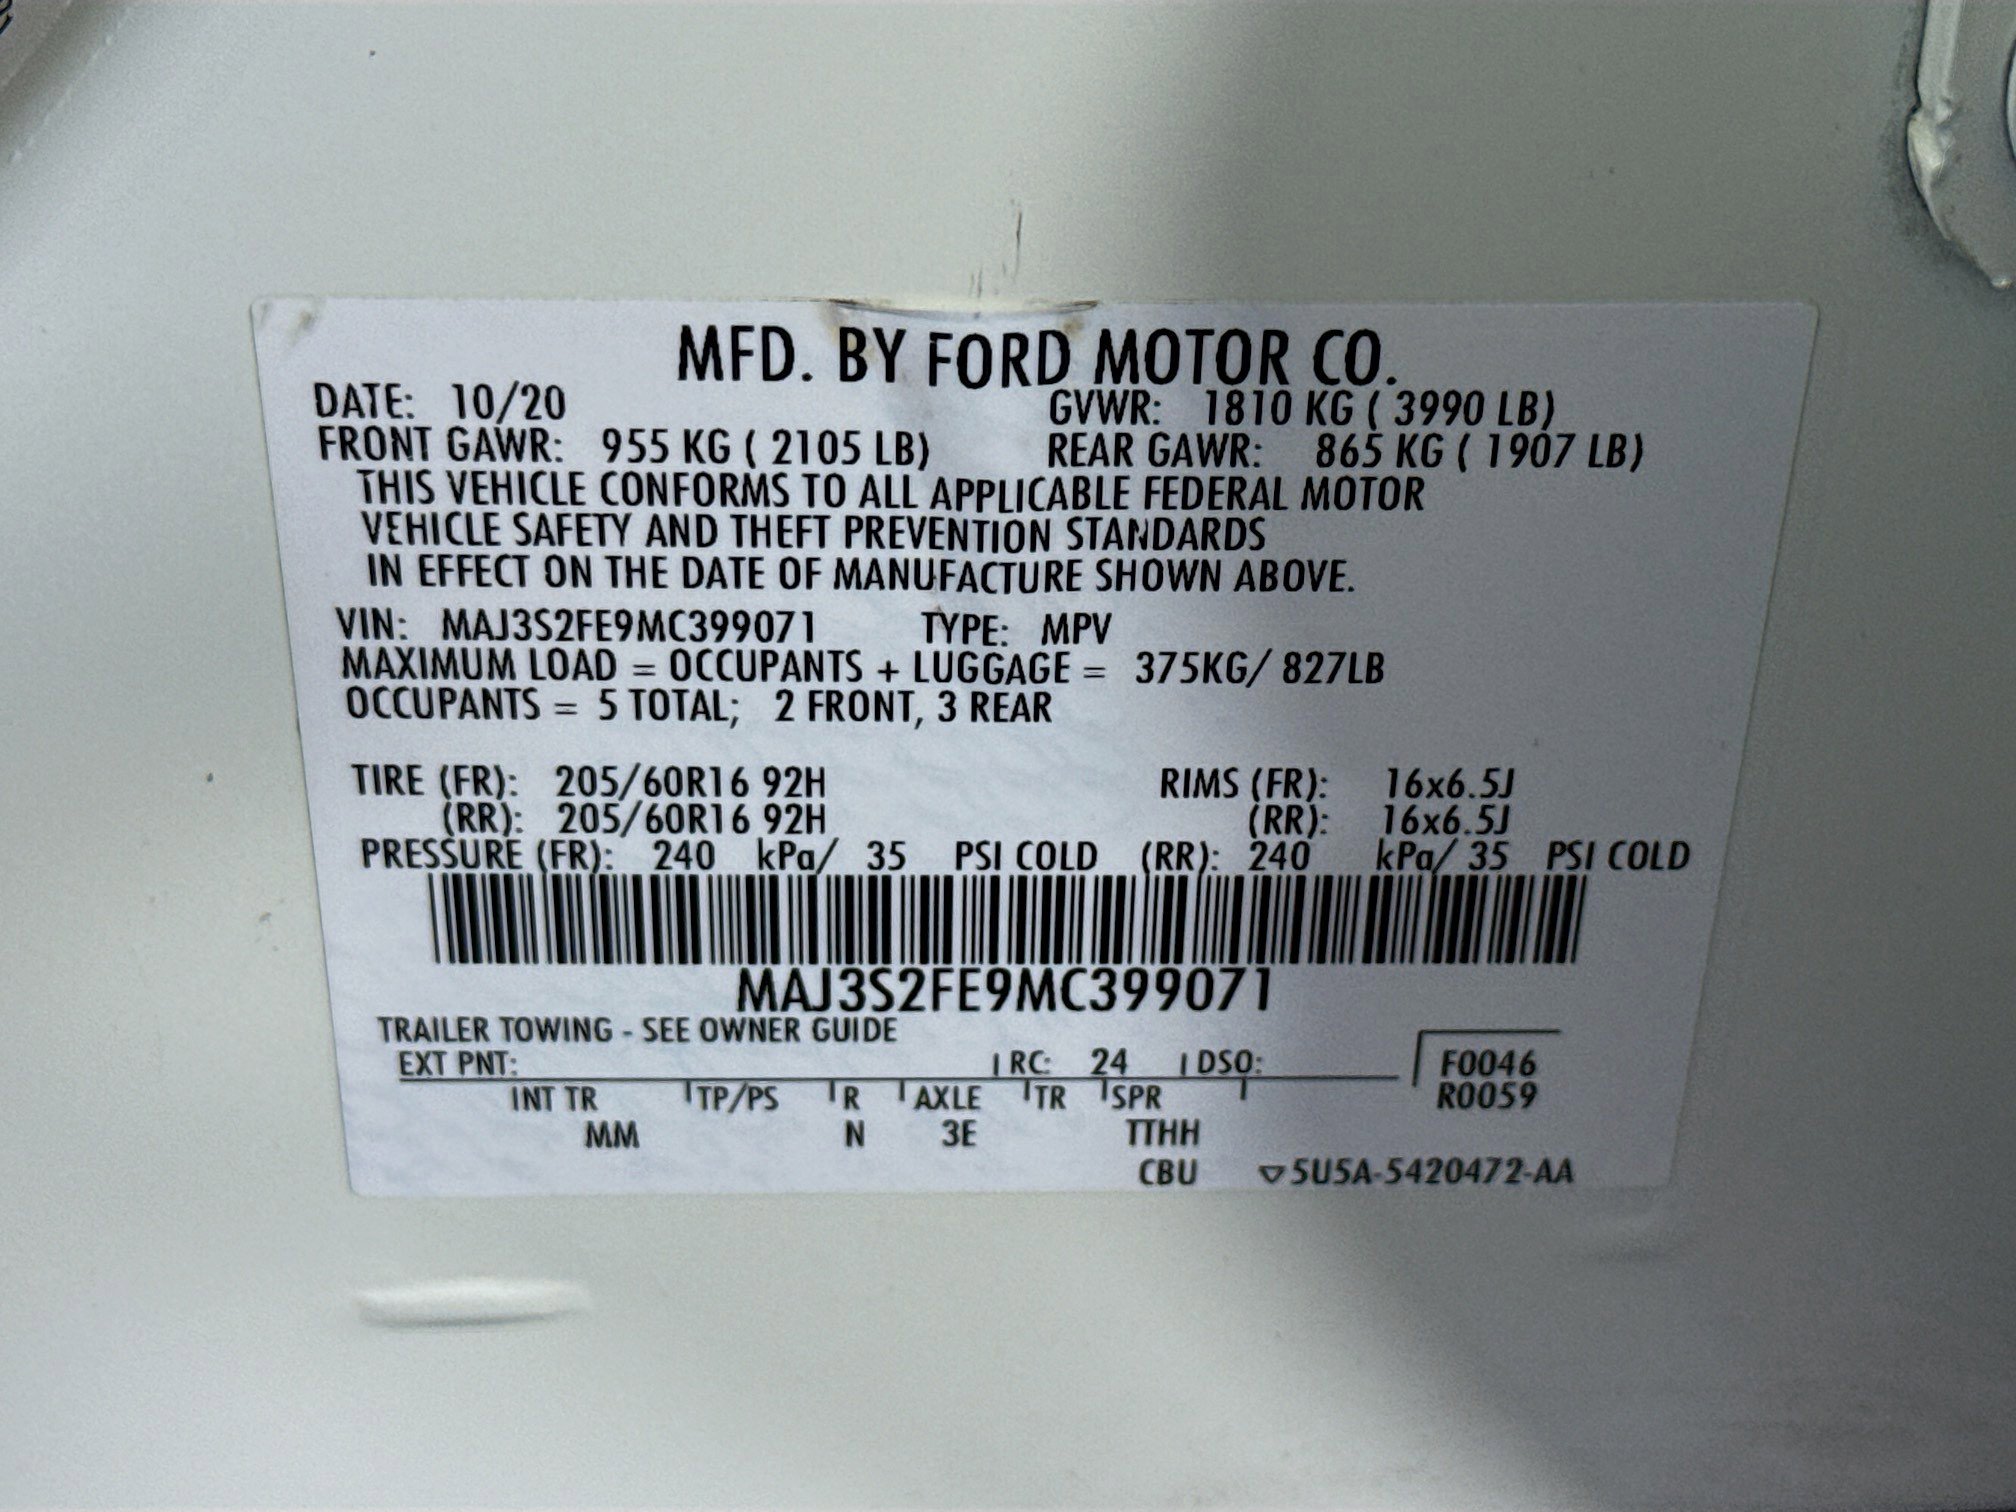 MFD. BY FORD MOTOR CO.
DATE: 10/20 GVWR: 1810 KG ( 3990 LB)
FRONT GAWR: 955 KG ( 2105 LB) REAR GAWR: 865 KG ( 1907 LB)
THIS VEHICLE CONFORMS TO ALL APPLICABLE FEDERAL MOTOR
VEHICLE SAFETY AND THEFT PREVENTION STANDARDS
IN EFFECT ON THE DATE OF MANUFACTURE SHOWN ABOVE.
VIN: MAJ3S2FE9MC399071 TYPE: MPV
MAXIMUM LOAD = OCCUPANTS + LUGGAGE = 375KG/ 827LB
OCCUPANTS = 5 TOTAL; 2 FRONT, 3 REAR
TIRE (FR): 205/60R16 92H RIMS (FR): 16x6.5J
(RR): 205/60R16 92H (RR): 16x6.5J
PRESSURE (FR): 240 kPa/ 35 PSI COLD (RR): 240 kPa/ 35 PSI COLD
MAJ3S2FE9MC399071
TRAILER TOWING - SEE OWNER GUIDE
EXT PNT: RC: 24 DSO: F0046
INT TR TP/PS R AXLE TR SPR R0059
MM N 3E TTHH
CBU ▽5U5A-5420472-AA